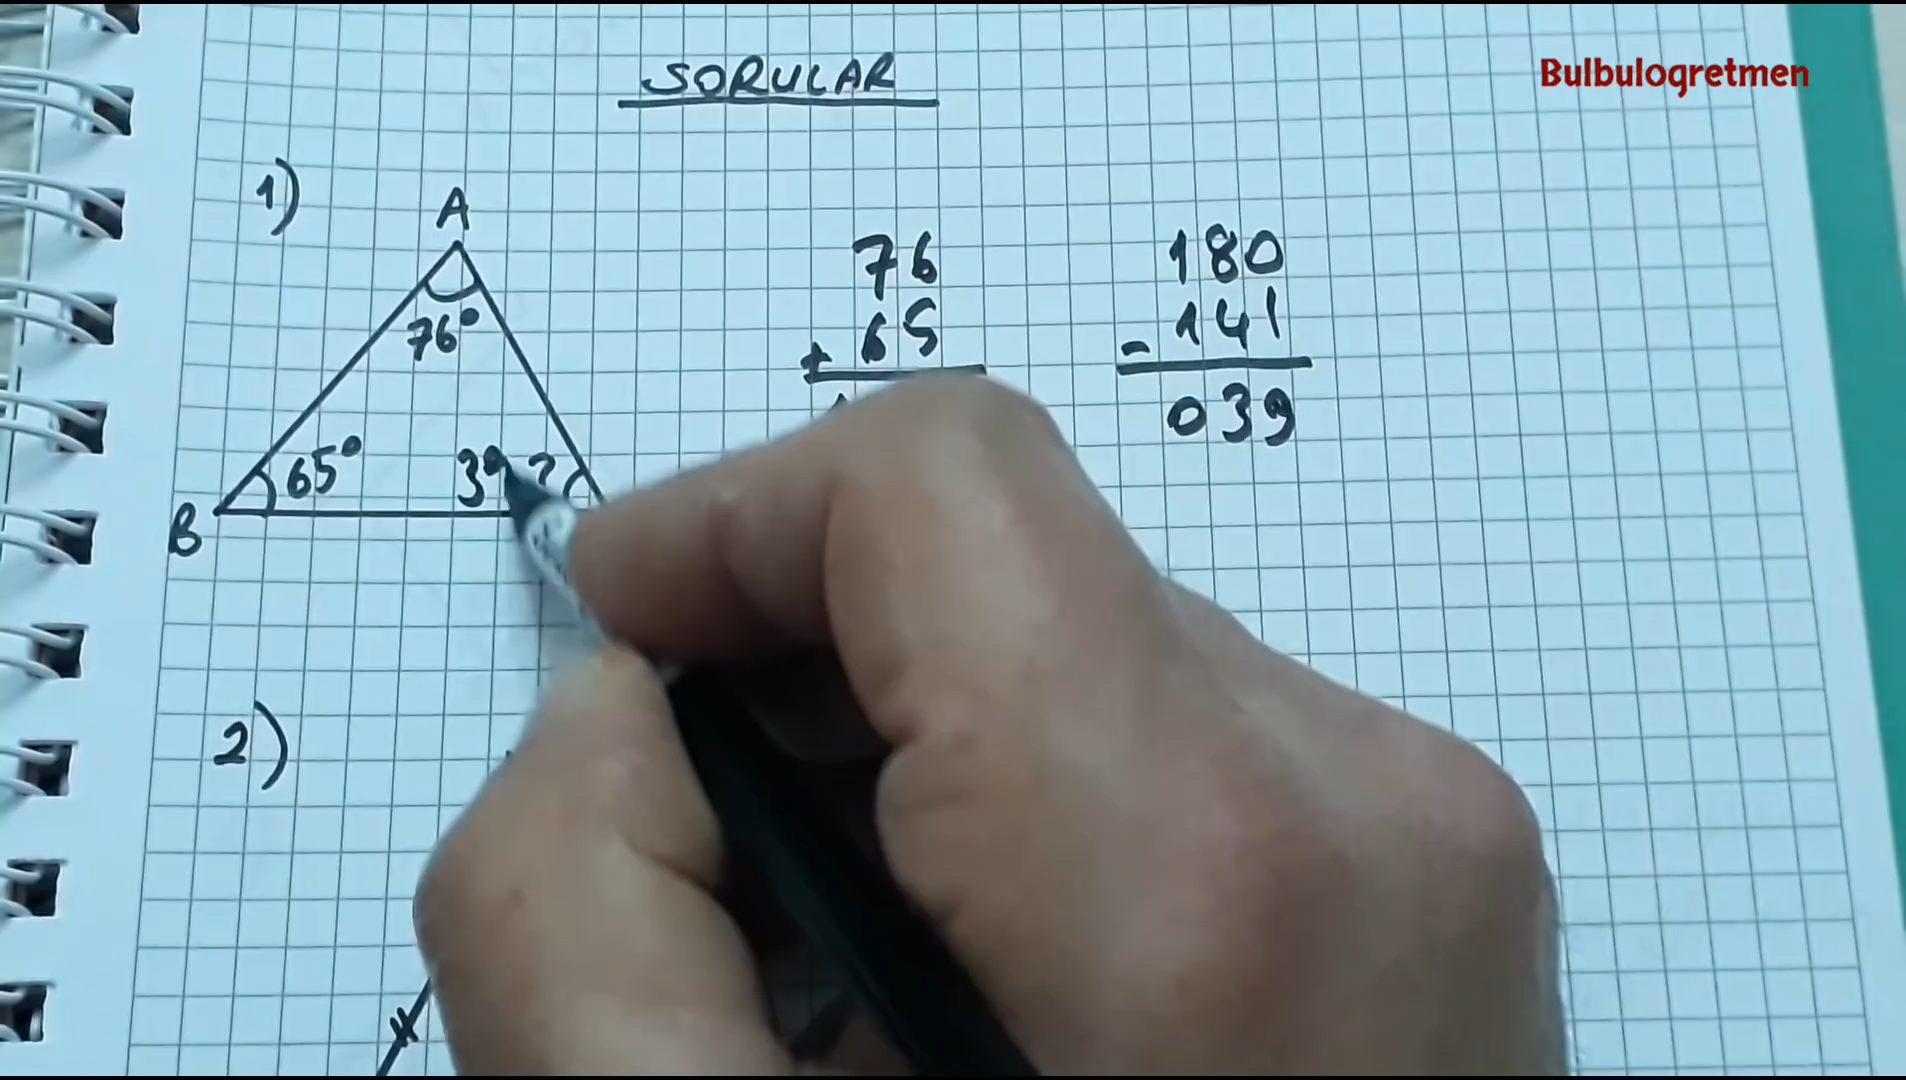 SORULAR
Bulbulogretmen
1)
A
76°
65°
39
?
B
76
+ 65
180
- 141
039
2)